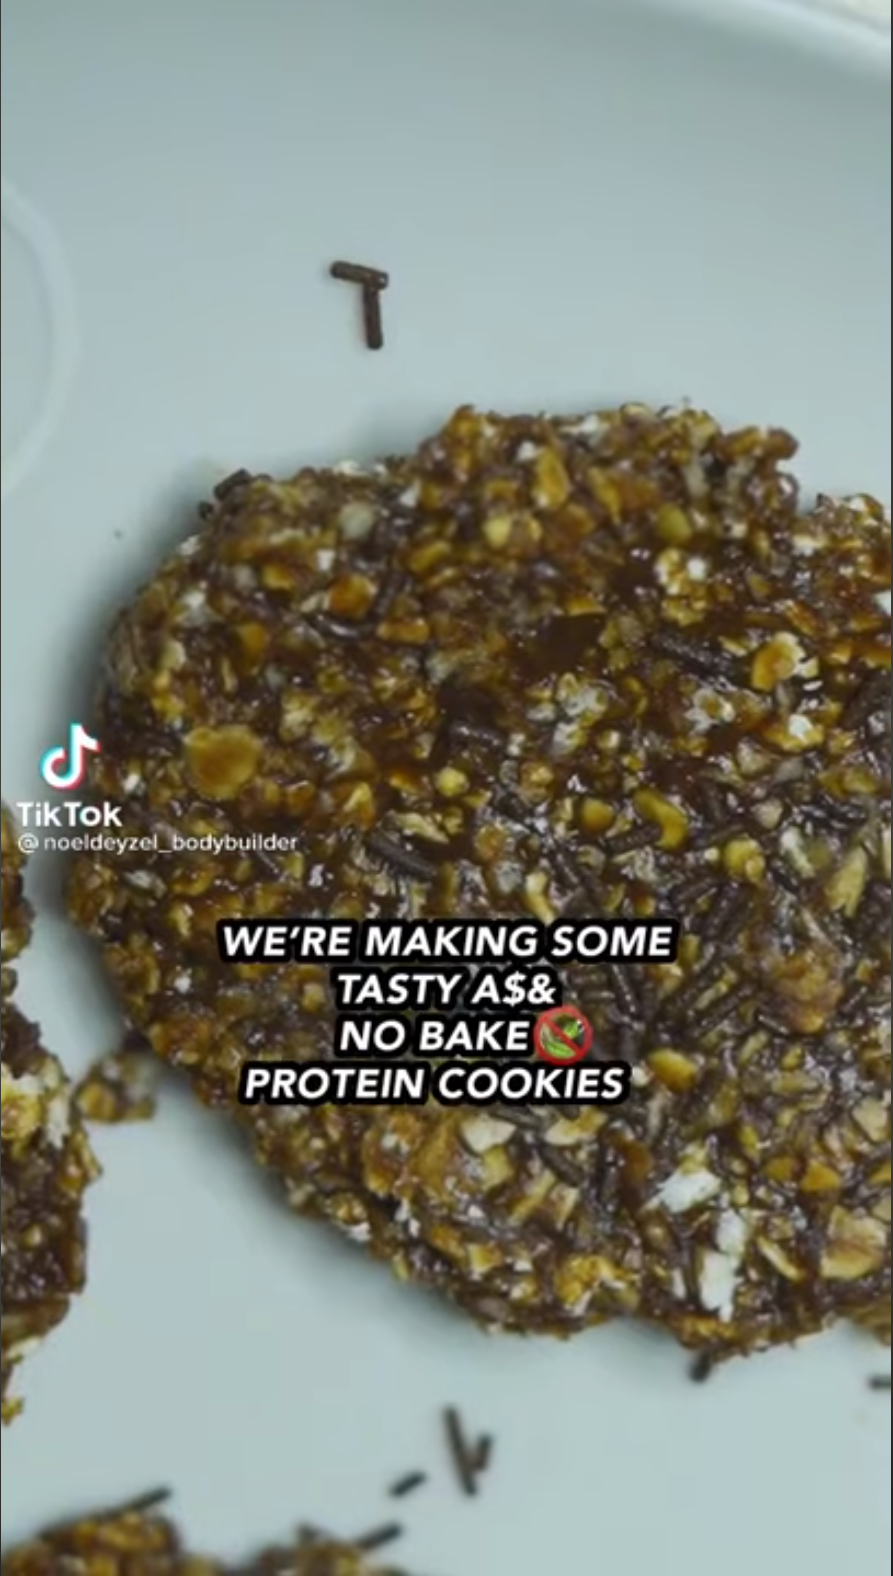 TikTok
@noeldeyzel_bodybuilder
WE'RE MAKING SOME
TASTY A$&
NO BAKE
PROTEIN COOKIES